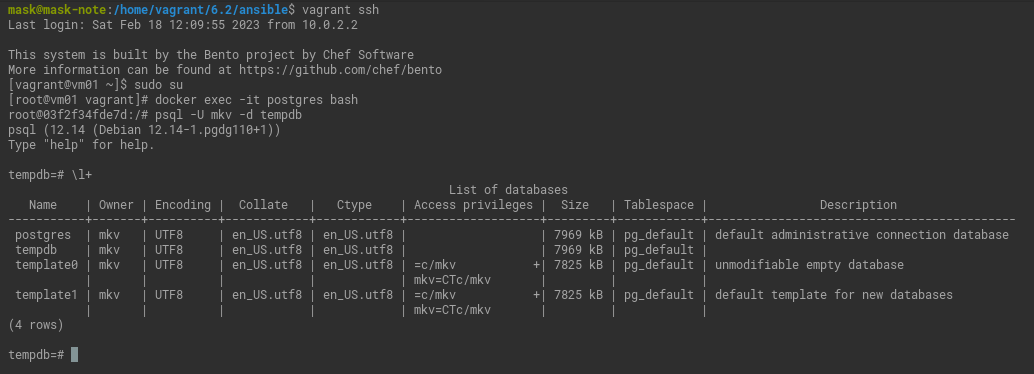 mask@mask-note:/home/vagrant/6.2/ansible$ vagrant ssh
Last login: Sat Feb 18 12:09:55 2023 from 10.0.2.2

This system is built by the Bento project by Chef Software
More information can be found at https://github.com/chef/bento
[vagrant@vm01 ~]$ sudo su
[root@vm01 vagrant]# docker exec -it postgres bash
root@03f2f34fde7d:/# psql -U mkv -d tempdb
psql (12.14 (Debian 12.14-1.pgdg110+1))
Type "help" for help.

tempdb=# \l+
                                                               List of databases
   Name    | Owner | Encoding |  Collate   |   Ctype    | Access privileges |  Size   | Tablespace |                Description
-----------+-------+----------+------------+------------+-------------------+---------+------------+--------------------------------------------
 postgres  | mkv   | UTF8     | en_US.utf8 | en_US.utf8 |                   | 7969 kB | pg_default | default administrative connection database
 tempdb    | mkv   | UTF8     | en_US.utf8 | en_US.utf8 |                   | 7969 kB | pg_default |
 template0 | mkv   | UTF8     | en_US.utf8 | en_US.utf8 | =c/mkv           +| 7825 kB | pg_default | unmodifiable empty database
           |       |          |            |            | mkv=CTc/mkv       |         |            |
 template1 | mkv   | UTF8     | en_US.utf8 | en_US.utf8 | =c/mkv           +| 7825 kB | pg_default | default template for new databases
           |       |          |            |            | mkv=CTc/mkv       |         |            |
(4 rows)

tempdb=#